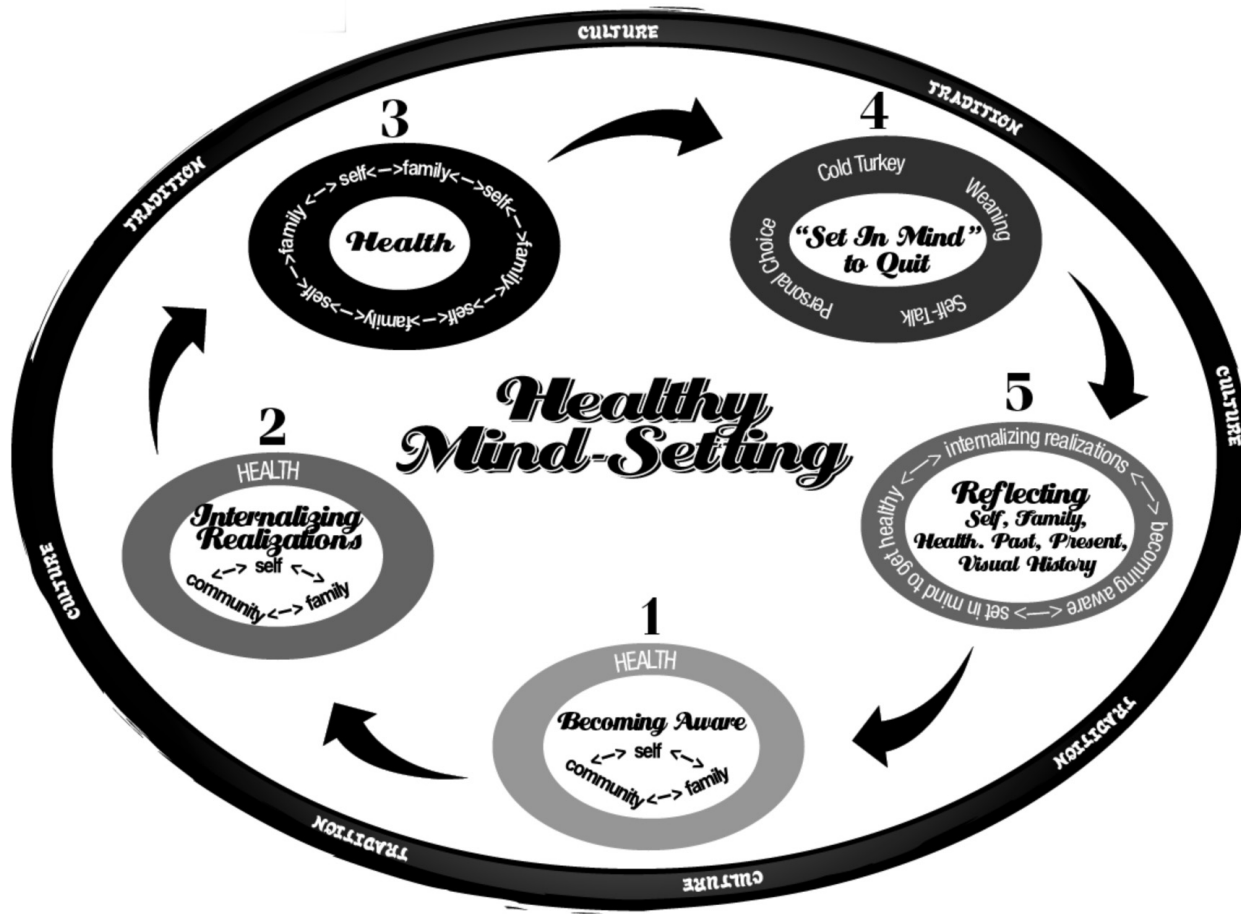 CULTURE
TRADITION
CULTURE
TRADITION
CULTURE
TRADITION
CULTURE
TRADITION
Healthy
Mind-Setting
1
HEALTH
Becoming Aware
<--> self <-->
community <--> family
2
HEALTH
Internalizing
Realizations
<--> self <-->
community <--> family
3
family <--> self<-->family<-->self<-->family<-->self<-->family<-->self<-->
Health
4
Cold Turkey
Weaning
Self-Talk
Personal Choice
“Set In Mind”
to Quit
5
internalizing realizations <--> becoming aware <--> set in mind to get healthy <-->
Reflecting
Self, Family,
Health. Past, Present,
Visual History